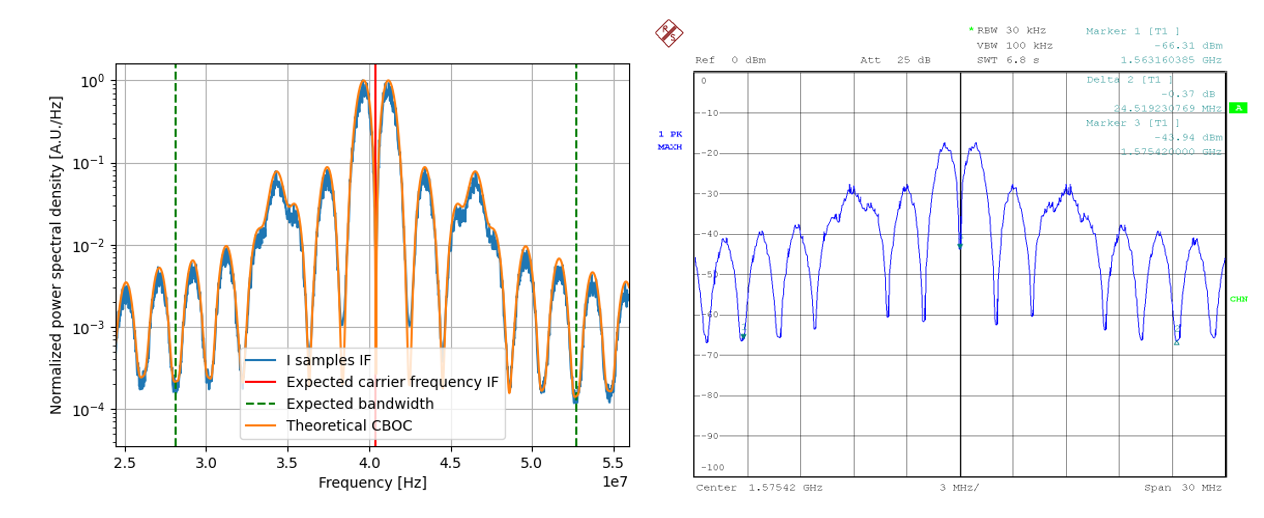 Normalized power spectral density [A.U./Hz]
10⁰
10⁻¹
10⁻²
10⁻³
10⁻⁴
I samples IF
Expected carrier frequency IF
Expected bandwidth
Theoretical CBOC
2.5 3.0 3.5 4.0 4.5 5.0 5.5
1e7
Frequency [Hz]
R S
* RBW 30 kHz
VBW 100 kHz
Ref 0 dBm Att 25 dB SWT 6.8 s
Marker 1 [T1 ]
-66.31 dBm
1.563160385 GHz
Delta 2 [T1 ]
-0.37 dB
24.519230769 MHz
Marker 3 [T1 ]
-43.94 dBm
1.575420000 GHz
A
1 PK
MAXH
0
-10
-20
-30
-40
-50
-60
-70
-80
-90
-100
Center 1.57542 GHz 3 MHz/ Span 30 MHz